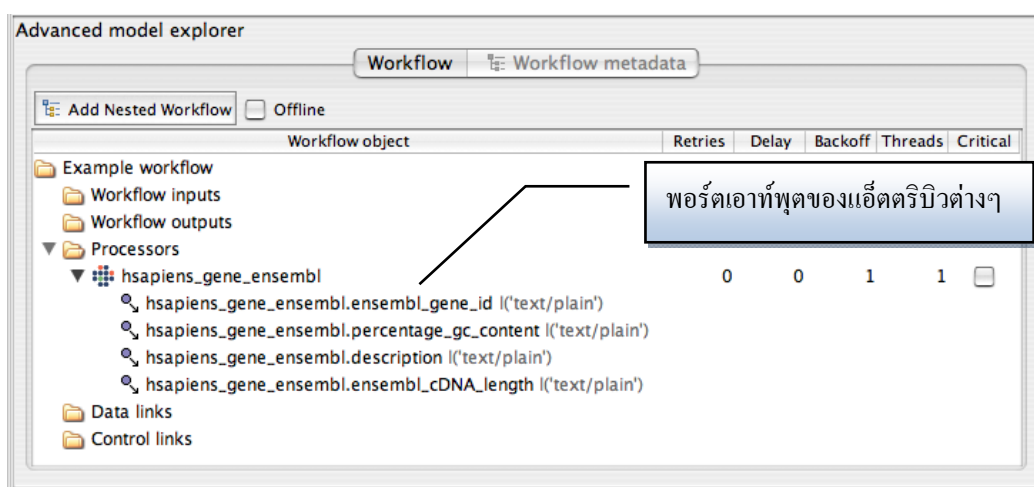 Advanced model explorer
Workflow Workflow metadata
Add Nested Workflow Offline
Workflow object Retries Delay Backoff Threads Critical
Example workflow
Workflow inputs
พอร์ตเอาท์พุตของแอ็ตตริบิวต่างๆ
Workflow outputs
Processors
hsapiens_gene_ensembl 0 0 1 1
hsapiens_gene_ensembl.ensembl_gene_id l('text/plain')
hsapiens_gene_ensembl.percentage_gc_content l('text/plain')
hsapiens_gene_ensembl.description l('text/plain')
hsapiens_gene_ensembl.ensembl_cDNA_length l('text/plain')
Data links
Control links